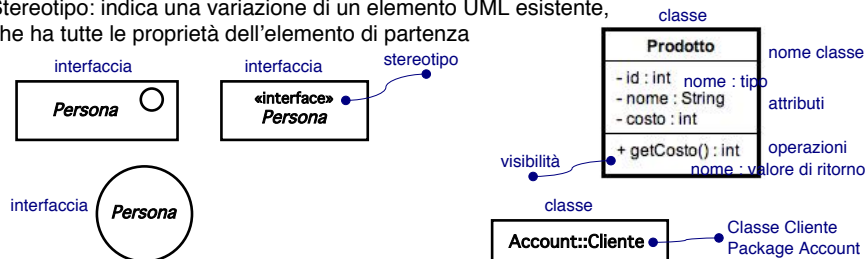 Stereotipo: indica una variazione di un elemento UML esistente,
che ha tutte le proprietà dell'elemento di partenza
interfaccia
Persona
interfaccia
«interface»
Persona
stereotipo
interfaccia
Persona
classe
Prodotto
nome classe
- id : int
nome : tipo
- nome : String
- costo : int
attributi
+ getCosto() : int
operazioni
nome : valore di ritorno
visibilità
classe
Account::Cliente
Classe Cliente
Package Account